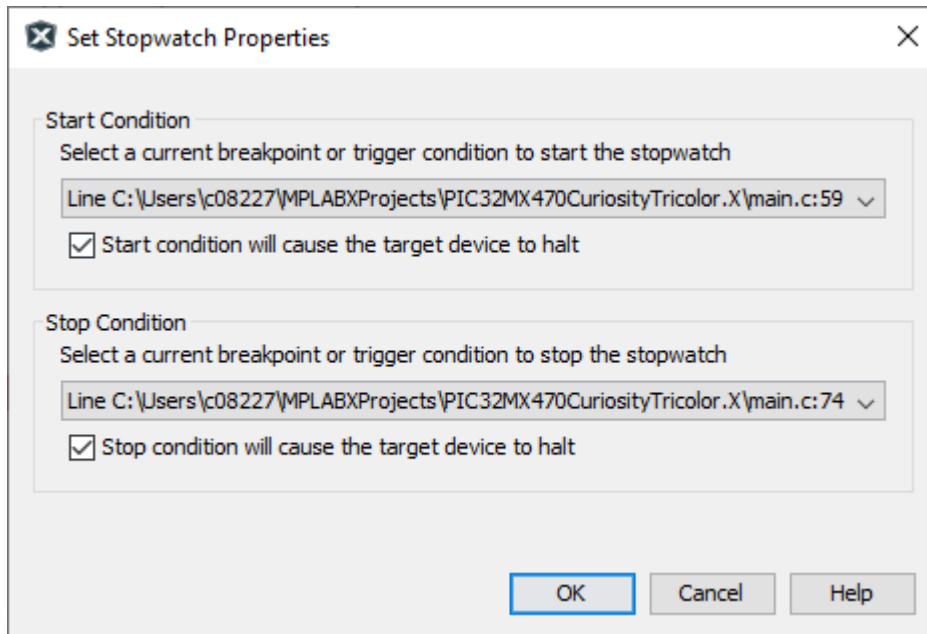 Set Stopwatch Properties
Start Condition
Select a current breakpoint or trigger condition to start the stopwatch
Line C:\Users\c08227\MPLABXProjects\PIC32MX470CuriosityTricolor.X\main.c:59
Start condition will cause the target device to halt
Stop Condition
Select a current breakpoint or trigger condition to stop the stopwatch
Line C:\Users\c08227\MPLABXProjects\PIC32MX470CuriosityTricolor.X\main.c:74
Stop condition will cause the target device to halt
OK Cancel Help